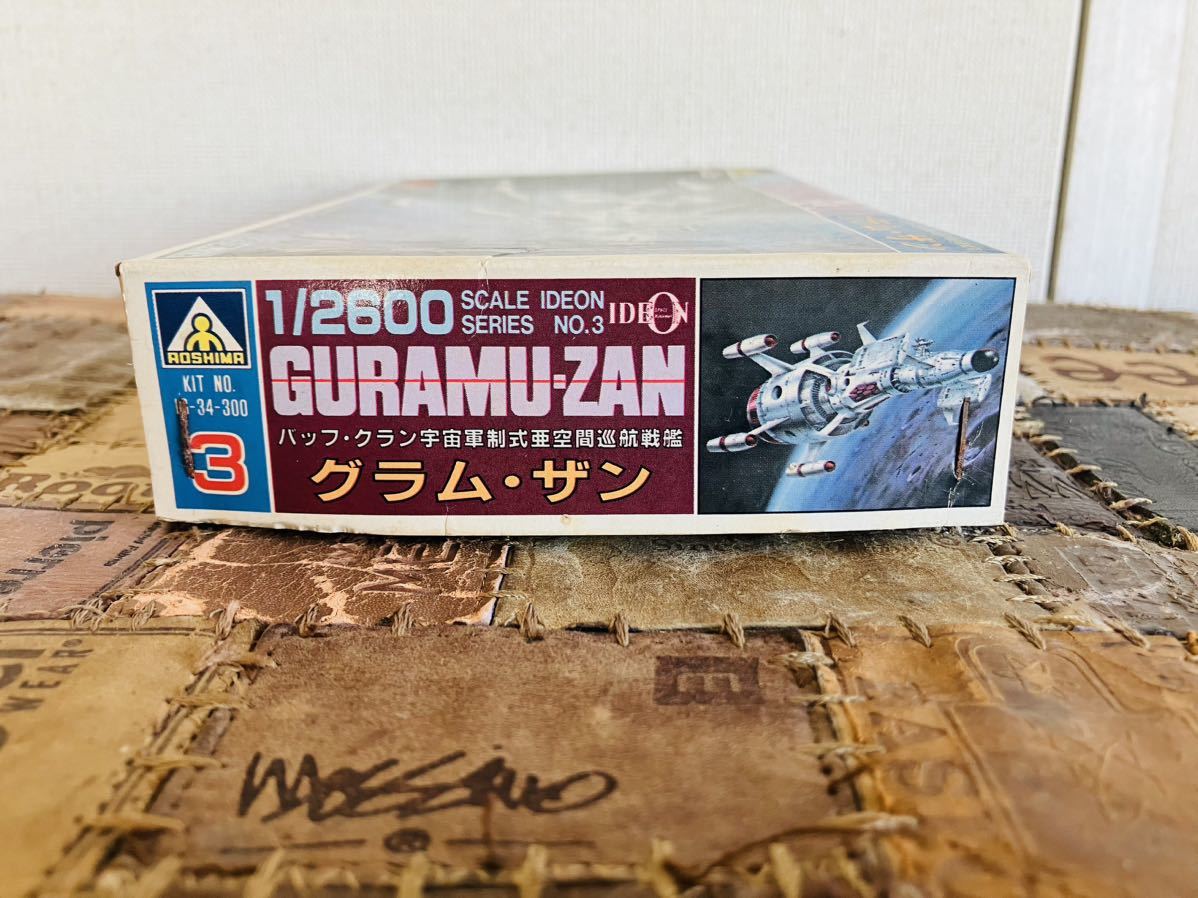 AOSHIMA
KIT NO.
-34-300
3
1/2600
SCALE IDEON
SERIES NO.3
IDEON
GURAMU-ZAN
バッフ・クラン宇宙軍制式亜空間巡航戦艦
グラム・ザン
WEAR®
mossimo
®
E